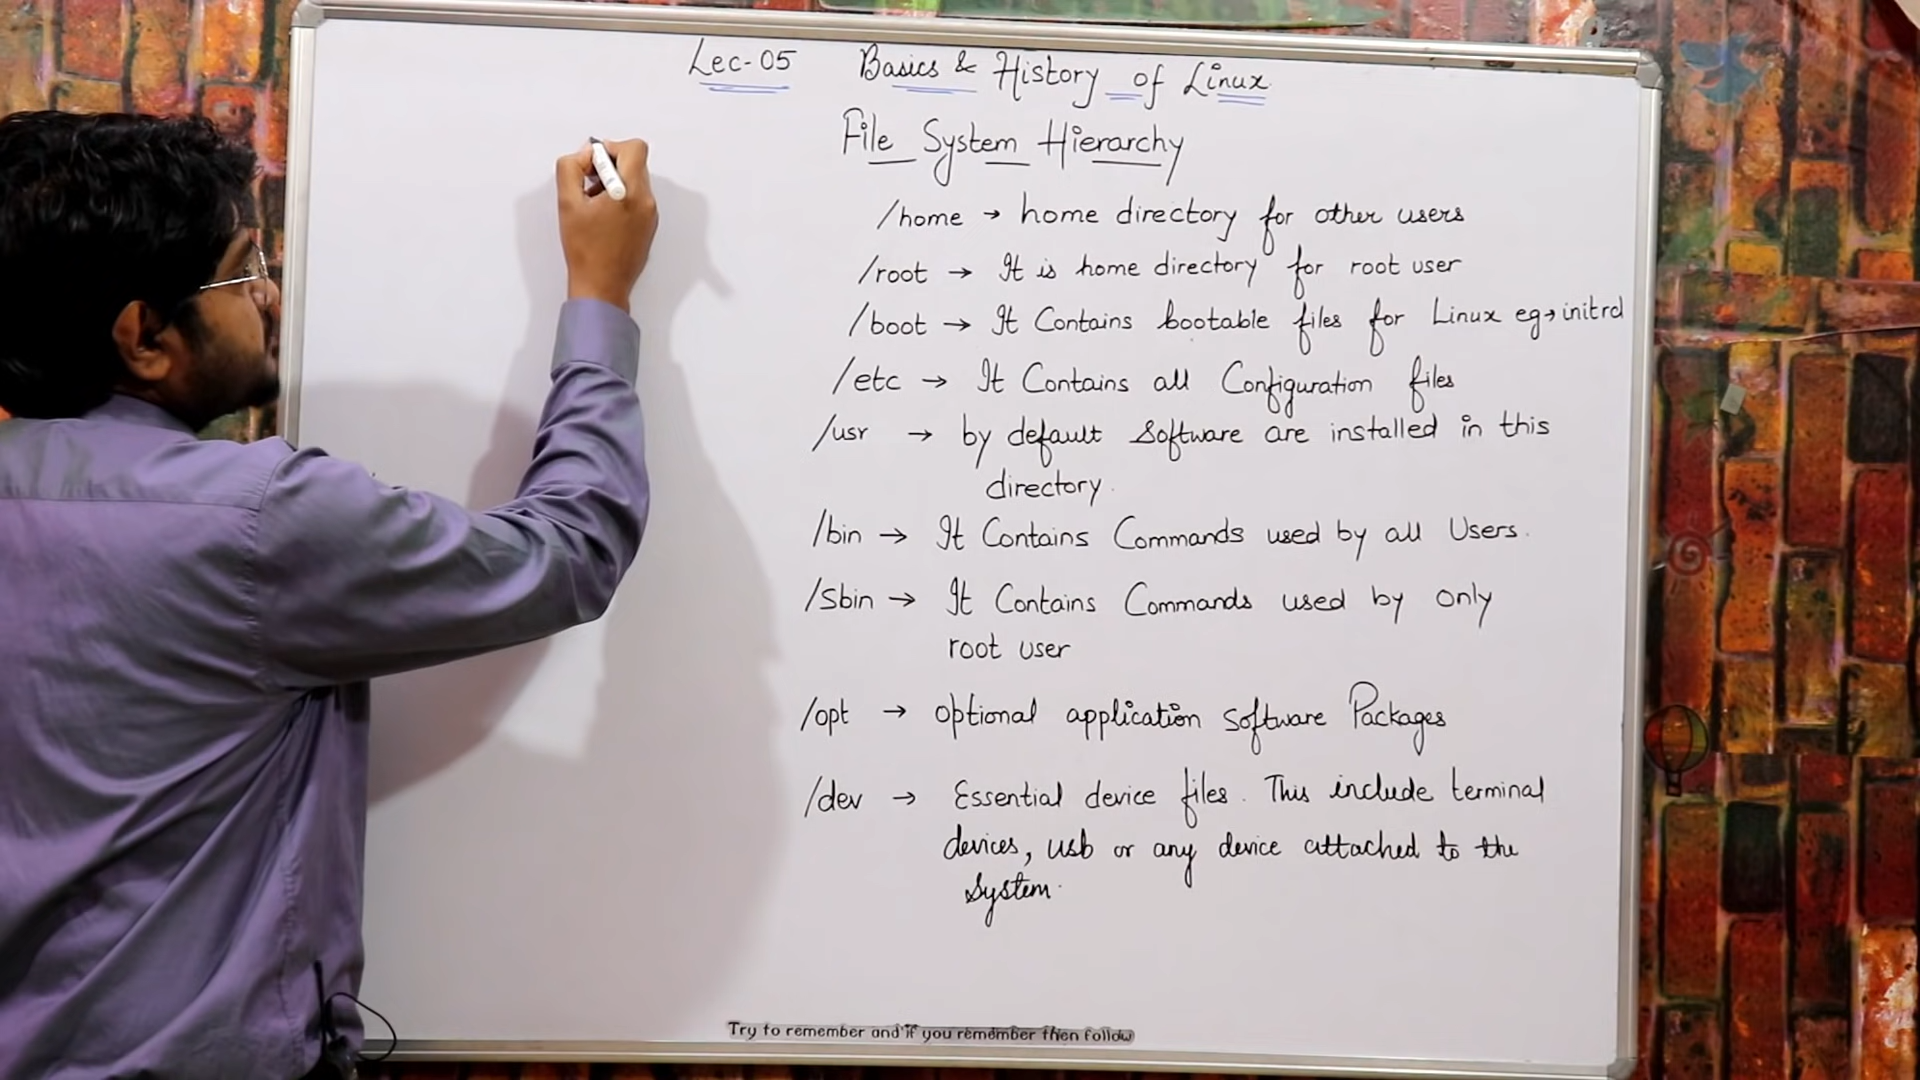 Lec-05 Basics & History of Linux
File System Hierarchy
/home → home directory for other users
/root → It is home directory for root user
/boot → It Contains bootable files for Linux eg→initrd
/etc → It Contains all Configuration files
/usr → by default Software are installed in this
directory.
/bin → It Contains Commands used by all Users.
/Sbin → It Contains Commands used by only
root user
/opt → optional application Software Packages
/dev → Essential device files. This include terminal
devices, usb or any device attached to the
System.
Try to remember and if you remember then follow